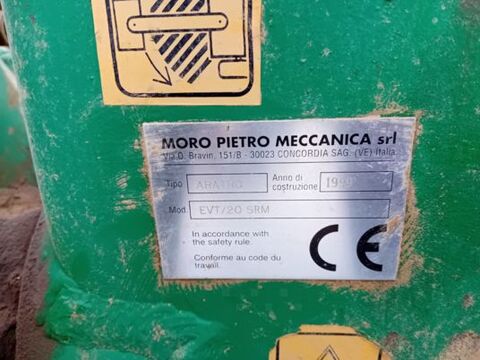 MORO PIETRO MECCANICA srl
Via D. Bravin, 151/B - 30023 CONCORDIA SAG. (VE) Italia
Tipo ARATRO Anno di costruzione
Mod. EVT/20 SRM
In accordance with
the safety rule.
Conforme au code du
travail.
CE